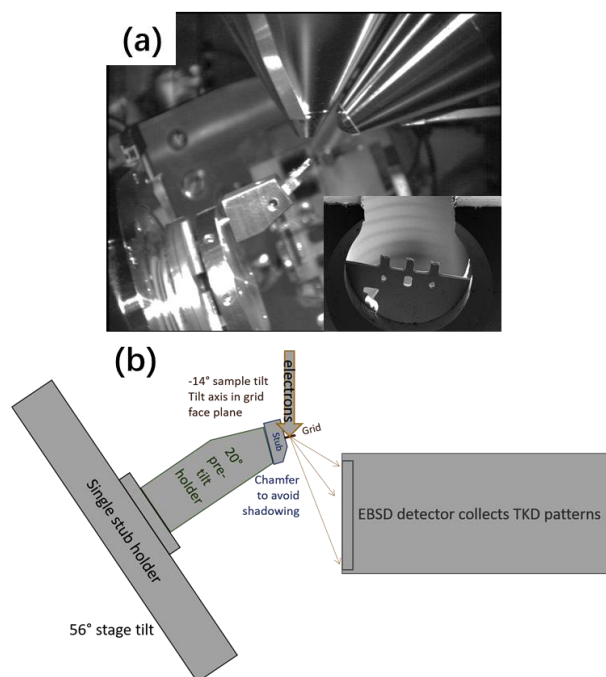 (a)
(b)
electrons
-14° sample tilt
Tilt axis in grid
face plane
Grid
Stub
20°
pre-
tilt
holder
Chamfer
to avoid
shadowing
Single stub holder
EBSD detector collects TKD patterns
56° stage tilt